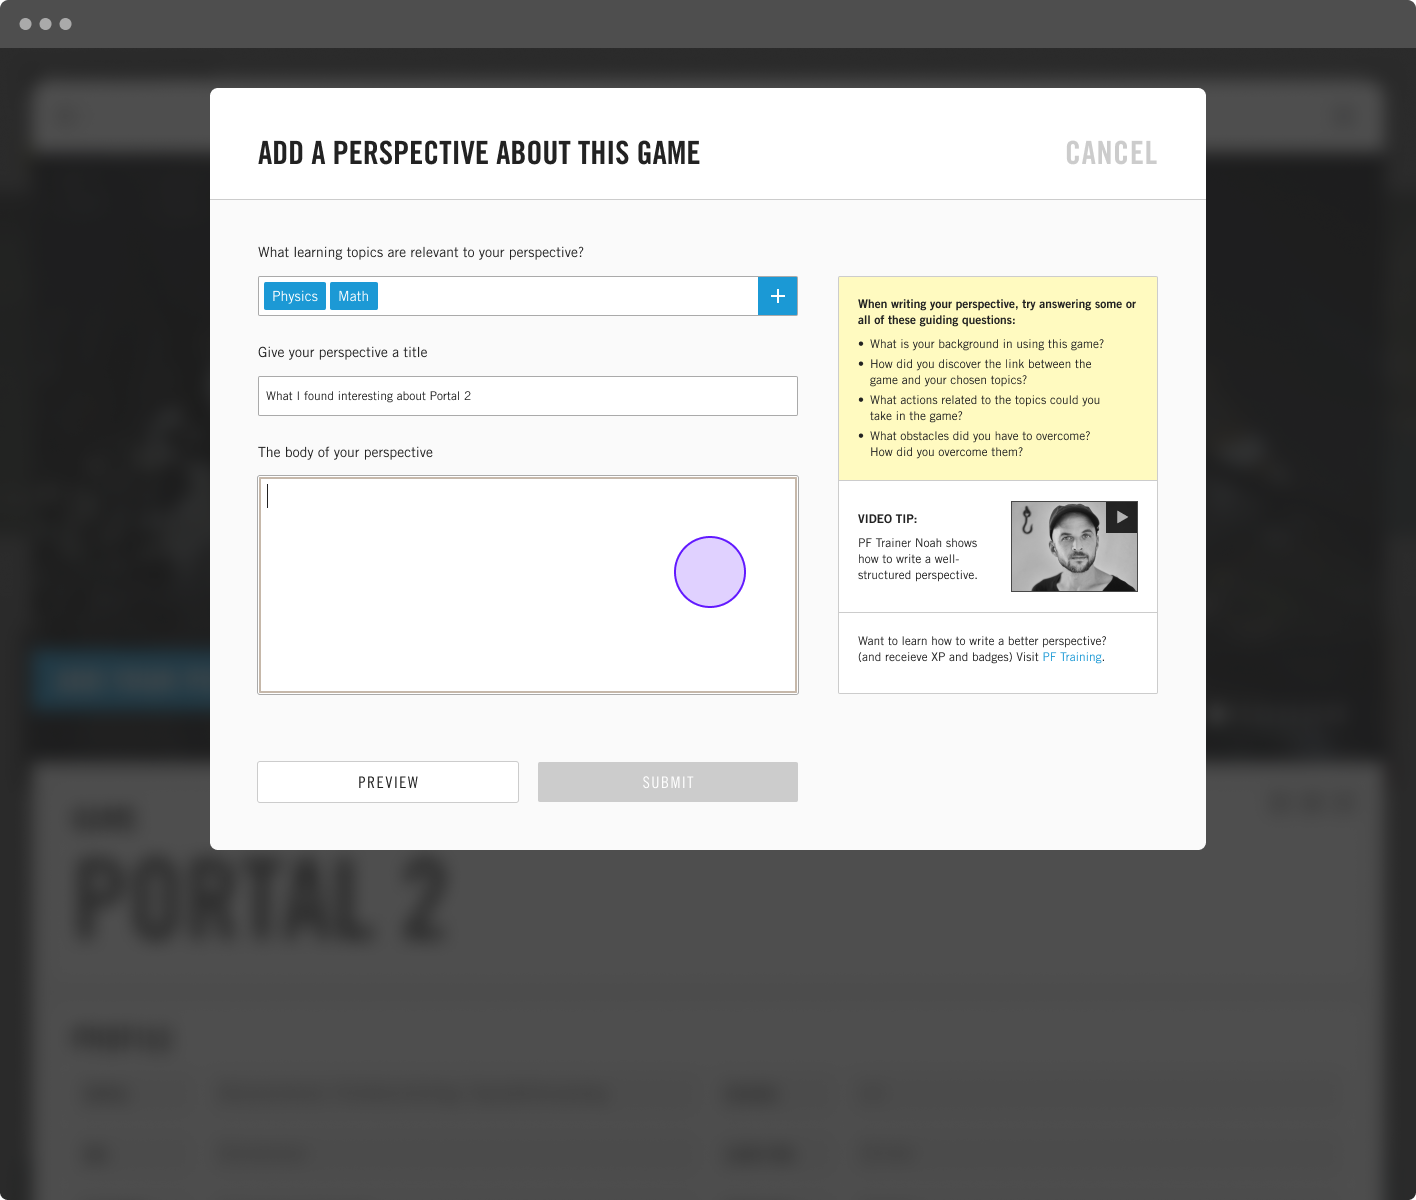 ADD A PERSPECTIVE ABOUT THIS GAME
CANCEL
What learning topics are relevant to your perspective?
Physics
Math
Give your perspective a title
What I found interesting about Portal 2
The body of your perspective
PREVIEW
SUBMIT
When writing your perspective, try answering some or
all of these guiding questions:
• What is your background in using this game?
• How did you discover the link between the
game and your chosen topics?
• What actions related to the topics could you
take in the game?
• What obstacles did you have to overcome?
How did you overcome them?
VIDEO TIP:
PF Trainer Noah shows
how to write a well-
structured perspective.
Want to learn how to write a better perspective?
(and receieve XP and badges) Visit PF Training.
GAME
PORTAL 2
PROFILE